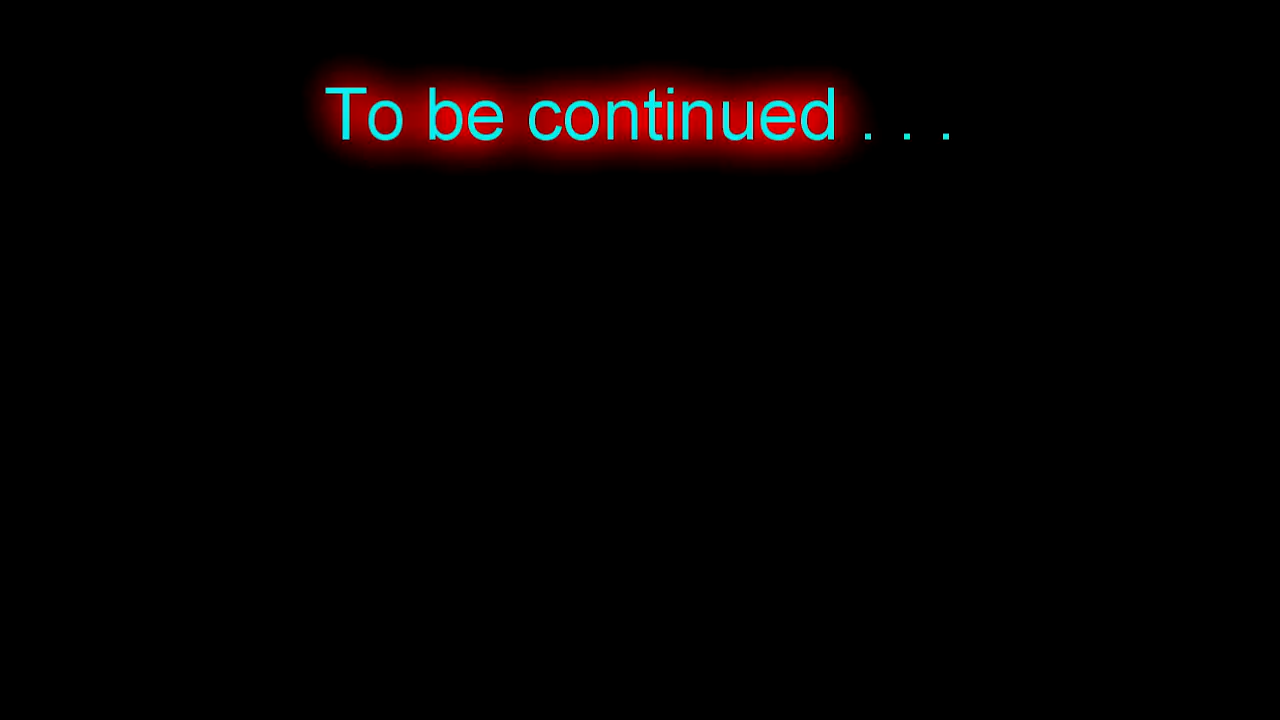 To be continued . . .